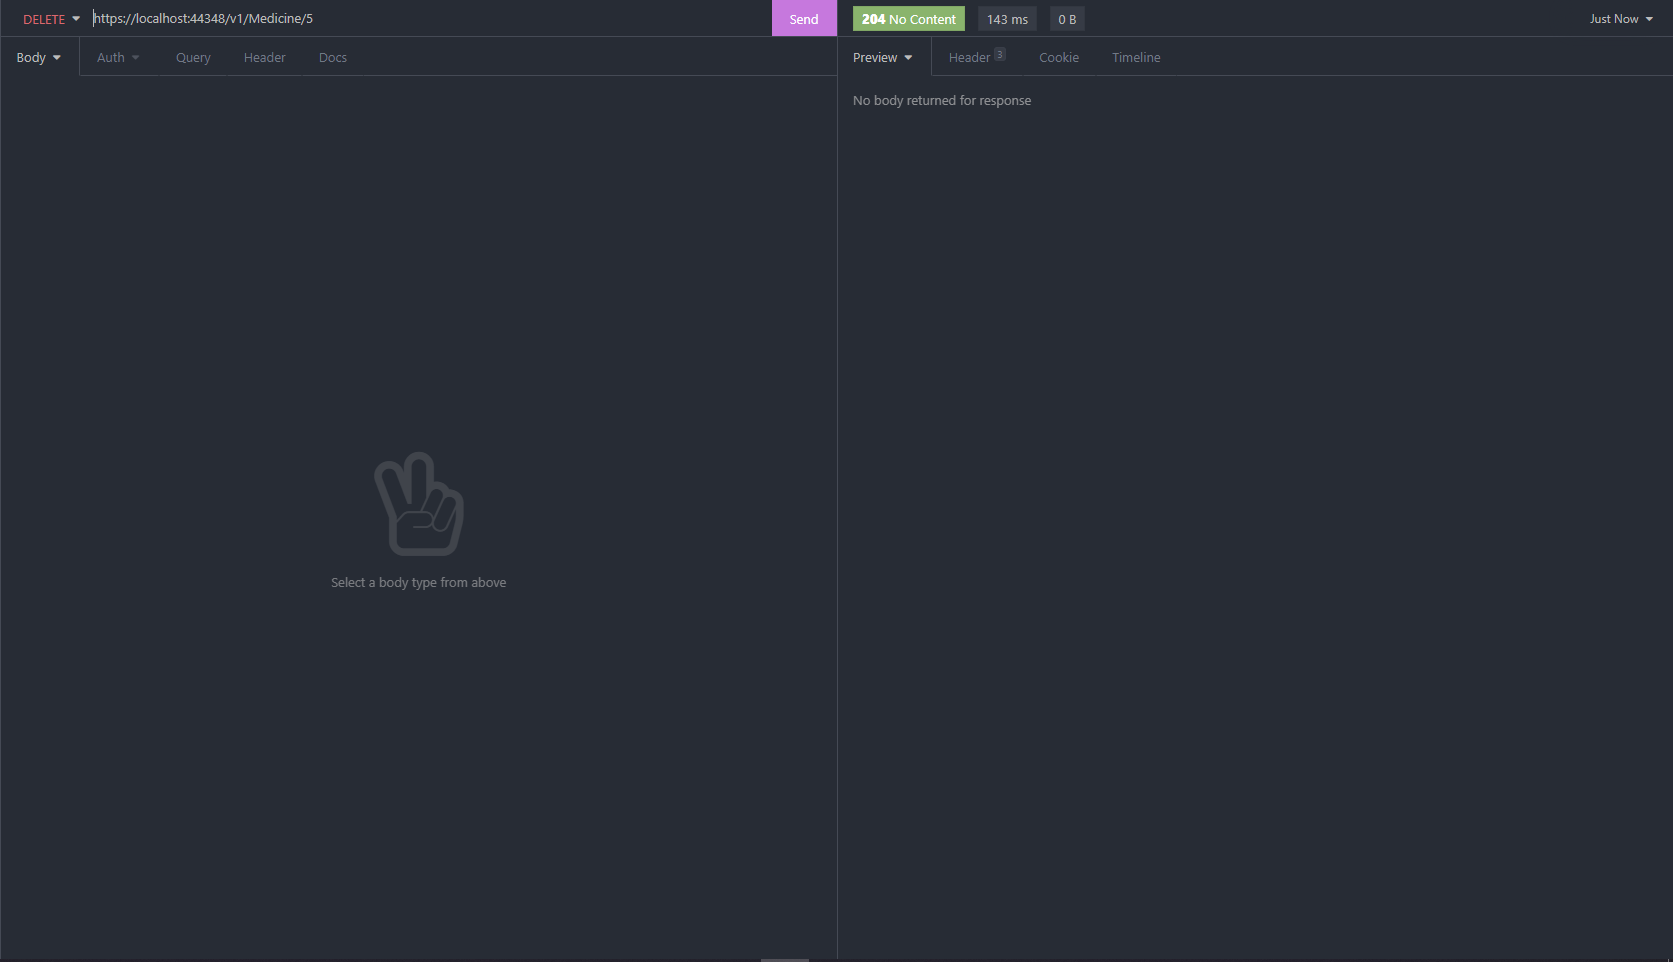 DELETE https://localhost:44348/v1/Medicine/5 Send 204 No Content 143 ms 0 B Just Now
Body Auth Query Header Docs Preview Header 3 Cookie Timeline
No body returned for response
Select a body type from above